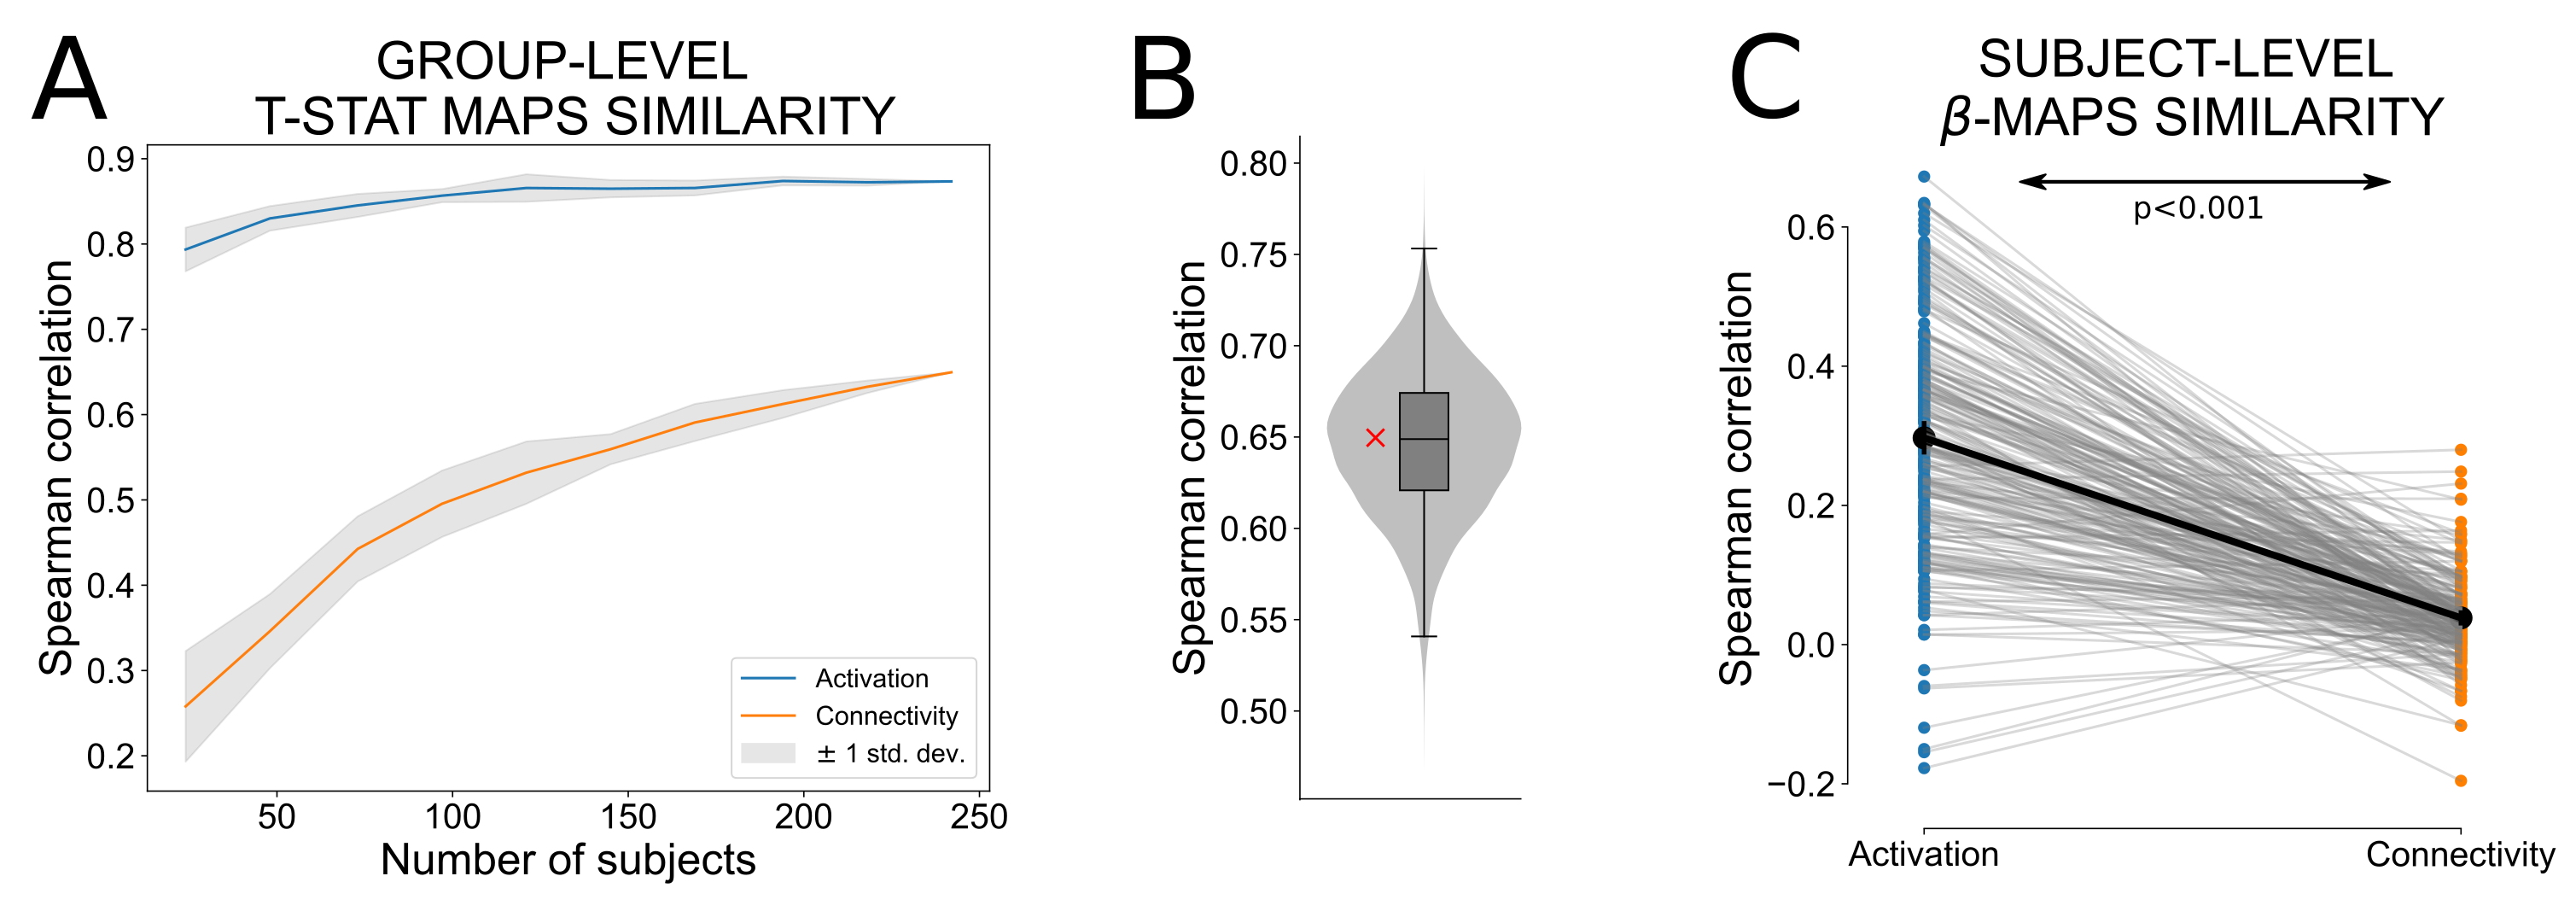 A
GROUP-LEVEL
T-STAT MAPS SIMILARITY
0.9
0.8
0.7
0.6
0.5
0.4
0.3
0.2
Spearman correlation
Activation
Connectivity
± 1 std. dev.
50 100 150 200 250
Number of subjects
B
0.80
0.75
0.70
0.65
0.60
0.55
0.50
Spearman correlation
C
SUBJECT-LEVEL
β-MAPS SIMILARITY
p<0.001
0.6
0.4
0.2
0.0
−0.2
Spearman correlation
Activation Connectivity